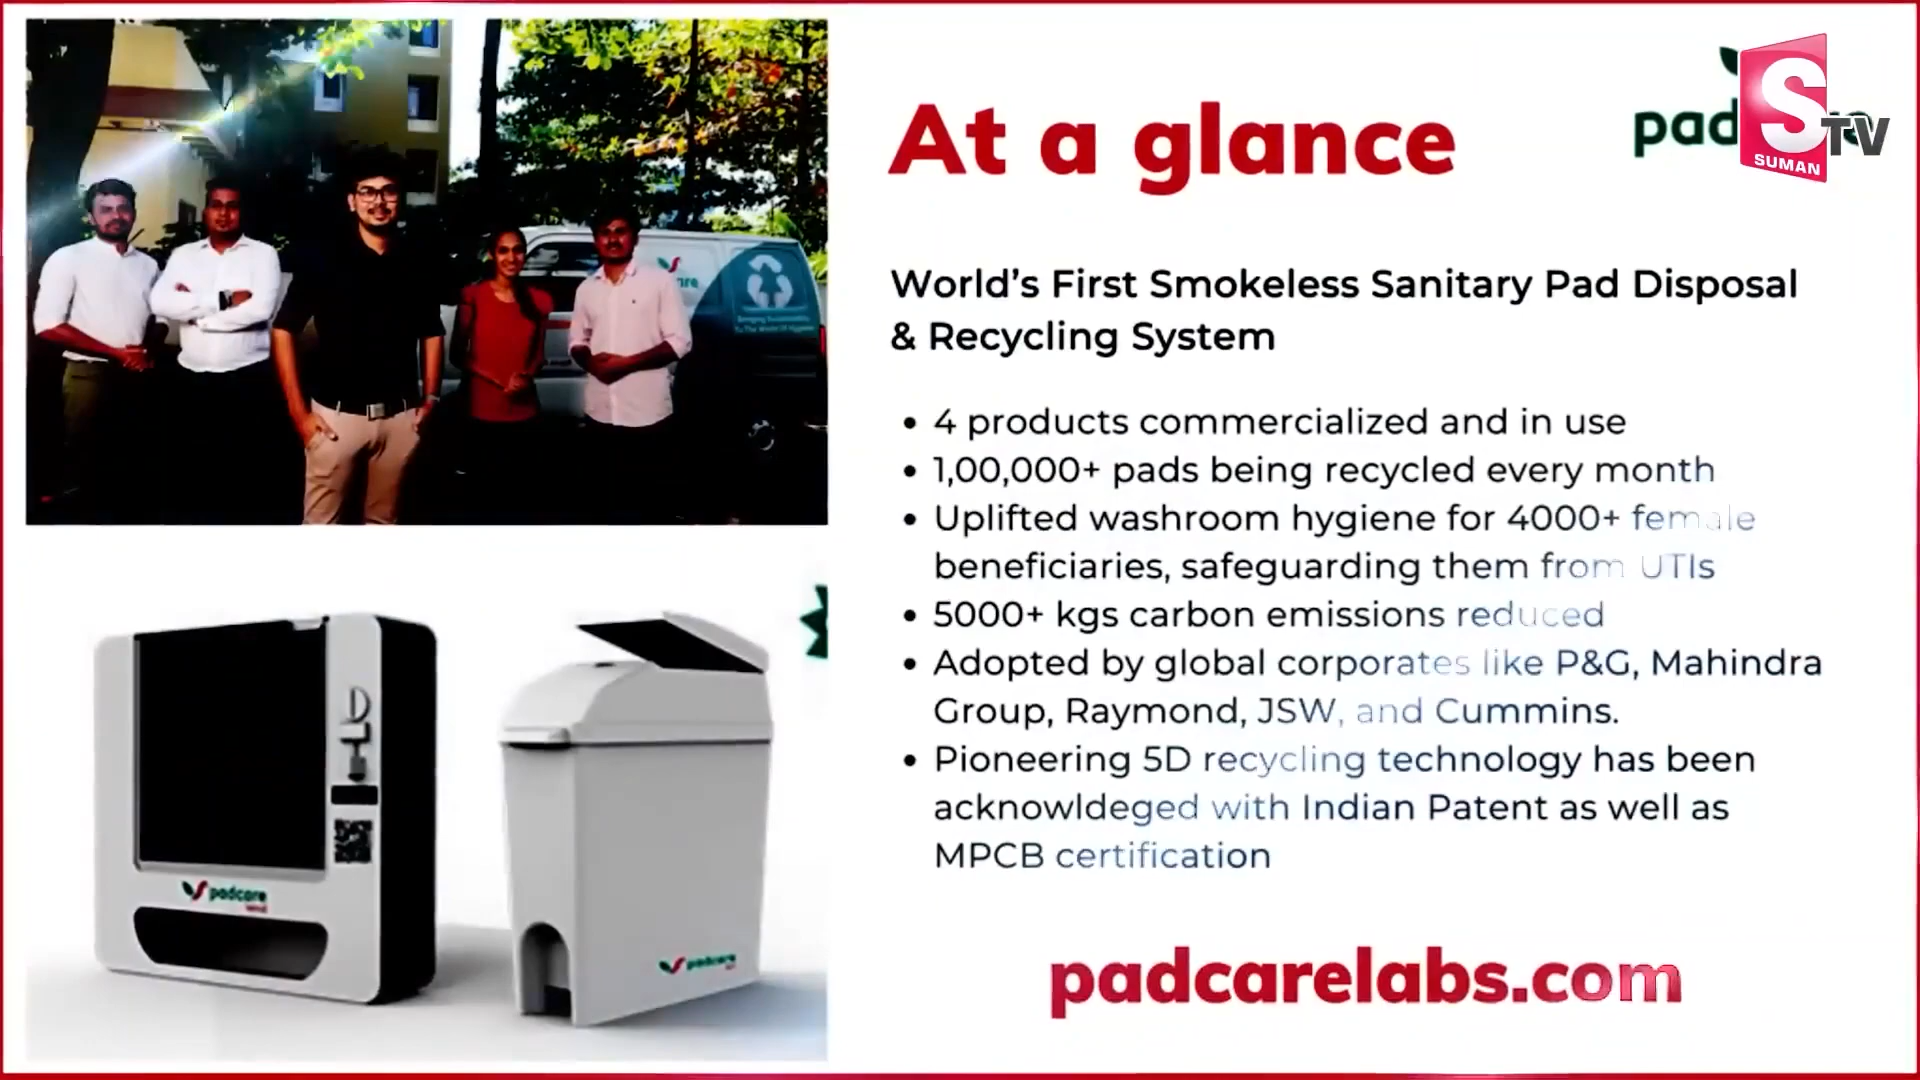 At a glance
pad
S
TV
SUMAN
World's First Smokeless Sanitary Pad Disposal
& Recycling System
• 4 products commercialized and in use
• 1,00,000+ pads being recycled every month
• Uplifted washroom hygiene for 4000+ female
beneficiaries, safeguarding them from UTIs
• 5000+ kgs carbon emissions reduced
• Adopted by global corporates like P&G, Mahindra
Group, Raymond, JSW, and Cummins.
• Pioneering 5D recycling technology has been
acknowldeged with Indian Patent as well as
MPCB certification
padcarelabs.com
padcare
padcare